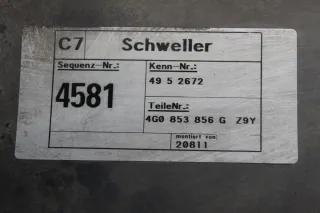 C7 Schweller
Sequenz-Nr.: Kenn-Nr.:
4581 49 5 2672
TeileNr.:
4G0 853 856 G Z9Y
montiert von
20811